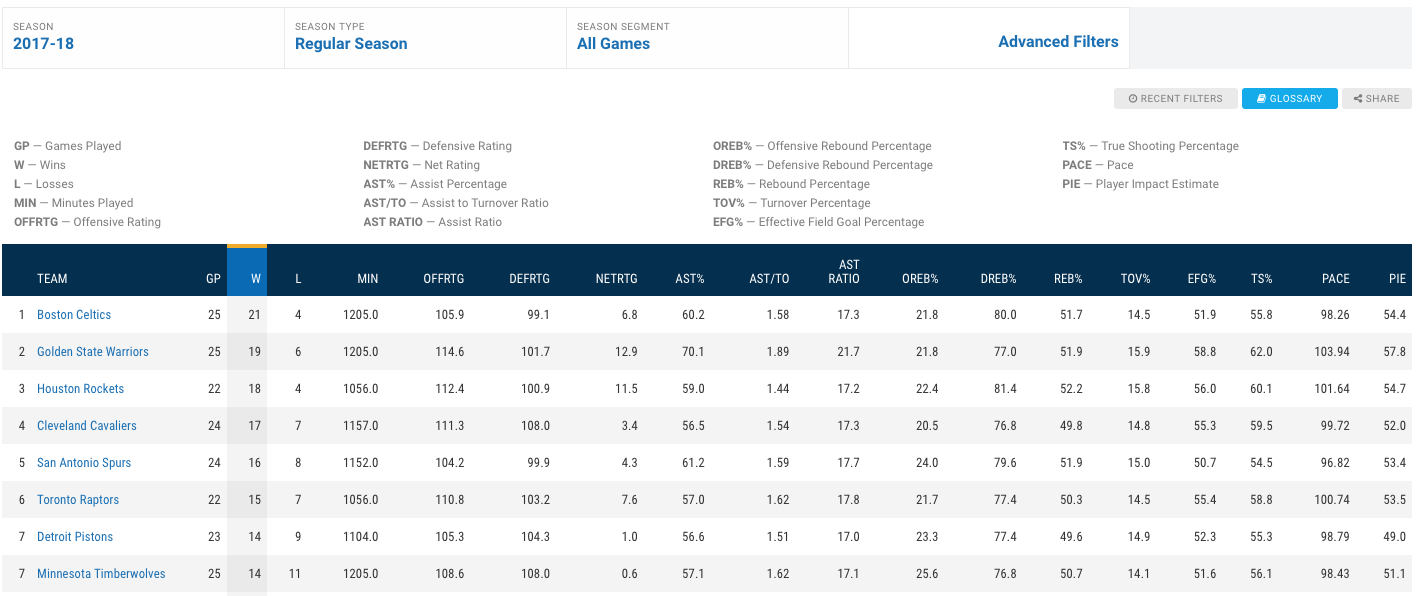 SEASON SEASON TYPE SEASON SEGMENT
2017-18 Regular Season All Games Advanced Filters
RECENT FILTERS GLOSSARY SHARE
GP — Games Played DEFRTG — Defensive Rating OREB% — Offensive Rebound Percentage TS% — True Shooting Percentage
W — Wins NETRTG — Net Rating DREB% — Defensive Rebound Percentage PACE — Pace
L — Losses AST% — Assist Percentage REB% — Rebound Percentage PIE — Player Impact Estimate
MIN — Minutes Played AST/TO — Assist to Turnover Ratio TOV% — Turnover Percentage
OFFRTG — Offensive Rating AST RATIO — Assist Ratio EFG% — Effective Field Goal Percentage
TEAM GP W L MIN OFFRTG DEFRTG NETRTG AST% AST/TO AST RATIO OREB% DREB% REB% TOV% EFG% TS% PACE PIE
1 Boston Celtics 25 21 4 1205.0 105.9 99.1 6.8 60.2 1.58 17.3 21.8 80.0 51.7 14.5 51.9 55.8 98.26 54.4
2 Golden State Warriors 25 19 6 1205.0 114.6 101.7 12.9 70.1 1.89 21.7 21.8 77.0 51.9 15.9 58.8 62.0 103.94 57.8
3 Houston Rockets 22 18 4 1056.0 112.4 100.9 11.5 59.0 1.44 17.2 22.4 81.4 52.2 15.8 56.0 60.1 101.64 54.7
4 Cleveland Cavaliers 24 17 7 1157.0 111.3 108.0 3.4 56.5 1.54 17.3 20.5 76.8 49.8 14.8 55.3 59.5 99.72 52.0
5 San Antonio Spurs 24 16 8 1152.0 104.2 99.9 4.3 61.2 1.59 17.7 24.0 79.6 51.9 15.0 50.7 54.5 96.82 53.4
6 Toronto Raptors 22 15 7 1056.0 110.8 103.2 7.6 57.0 1.62 17.8 21.7 77.4 50.3 14.5 55.4 58.8 100.74 53.5
7 Detroit Pistons 23 14 9 1104.0 105.3 104.3 1.0 56.6 1.51 17.0 23.3 77.4 49.6 14.9 52.3 55.3 98.79 49.0
7 Minnesota Timberwolves 25 14 11 1205.0 108.6 108.0 0.6 57.1 1.62 17.1 25.6 76.8 50.7 14.1 51.6 56.1 98.43 51.1